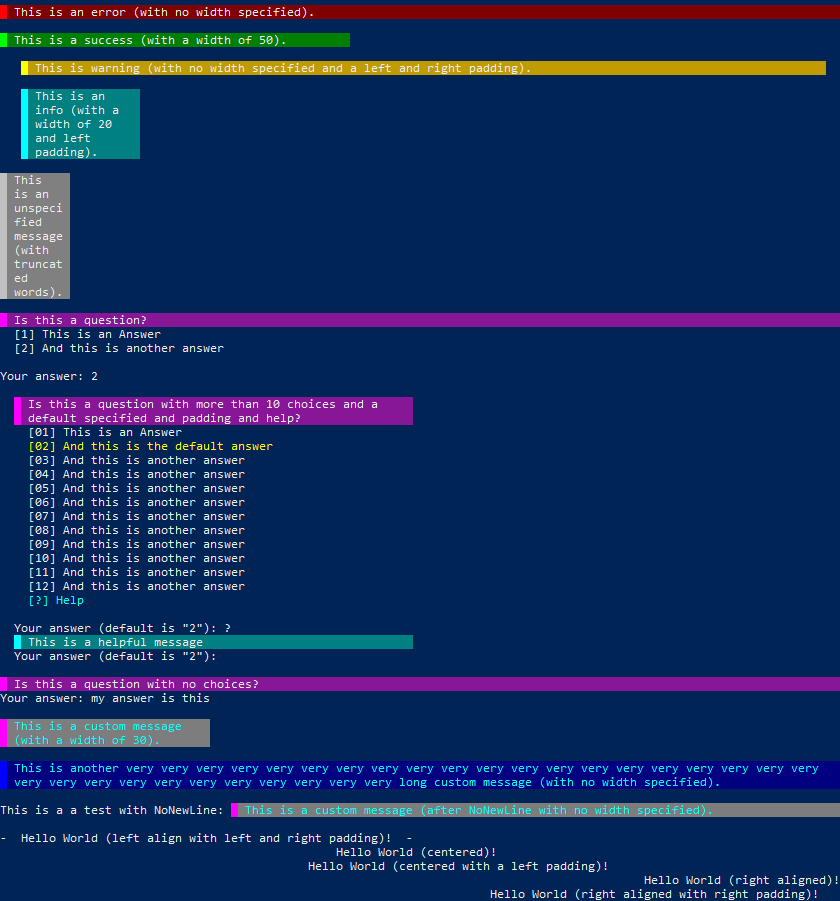 This is an error (with no width specified).
This is a success (with a width of 50).
This is warning (with no width specified and a left and right padding).
This is an
info (with a
width of 20
and left
padding).
This
is an
unspeci
fied
message
(with
truncat
ed
words).
Is this a question?
[1] This is an Answer
[2] And this is another answer
Your answer: 2
Is this a question with more than 10 choices and a
default specified and padding and help?
[01] This is an Answer
[02] And this is the default answer
[03] And this is another answer
[04] And this is another answer
[05] And this is another answer
[06] And this is another answer
[07] And this is another answer
[08] And this is another answer
[09] And this is another answer
[10] And this is another answer
[11] And this is another answer
[12] And this is another answer
[?] Help
Your answer (default is "2"): ?
This is a helpful message
Your answer (default is "2"):
Is this a question with no choices?
Your answer: my answer is this
This is a custom message
(with a width of 30).
This is another very very very very very very very very very very very very very very very very very very very very
very very very very very very very very very very very long custom message (with no width specified).
This is a a test with NoNewLine: This is a custom message (after NoNewLine with no width specified).
-  Hello World (left align with left and right padding)!  -
Hello World (centered)!
Hello World (centered with a left padding)!
Hello World (right aligned)!
Hello World (right aligned with right padding)!